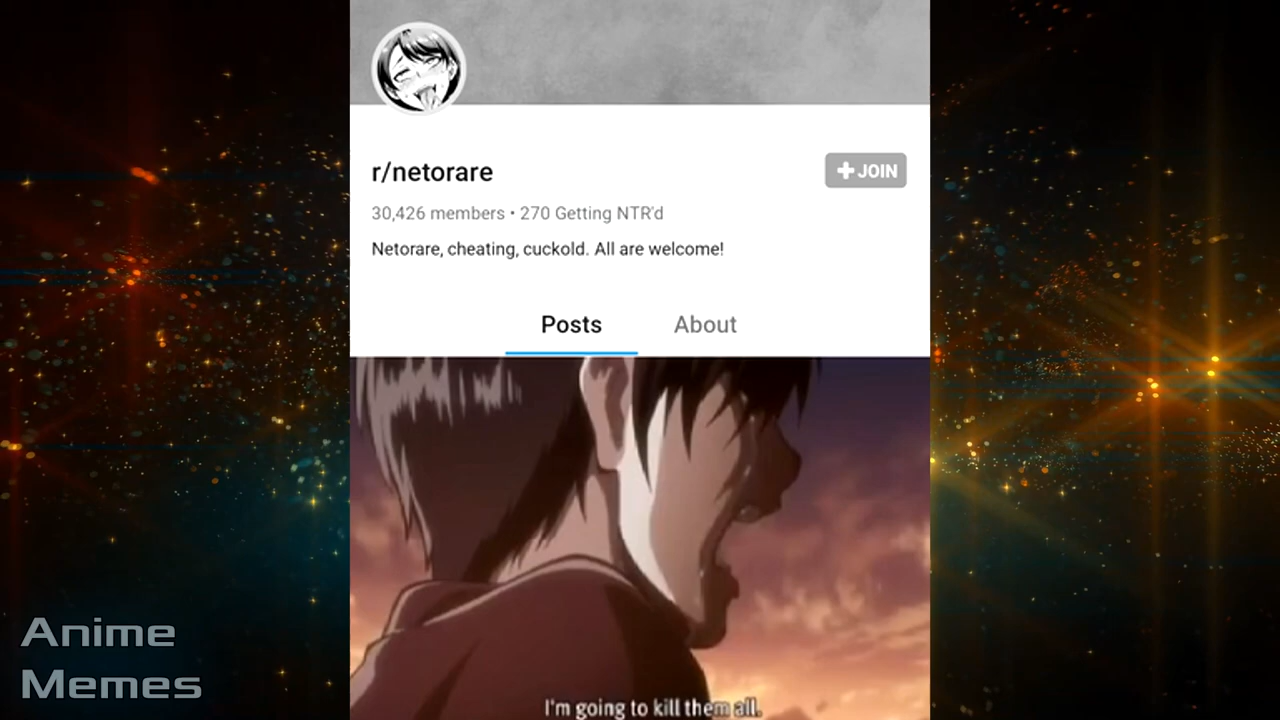 r/netorare
JOIN
30,426 members • 270 Getting NTR'd
Netorare, cheating, cuckold. All are welcome!
Posts
About
Anime
Memes
I'm going to kill them all.